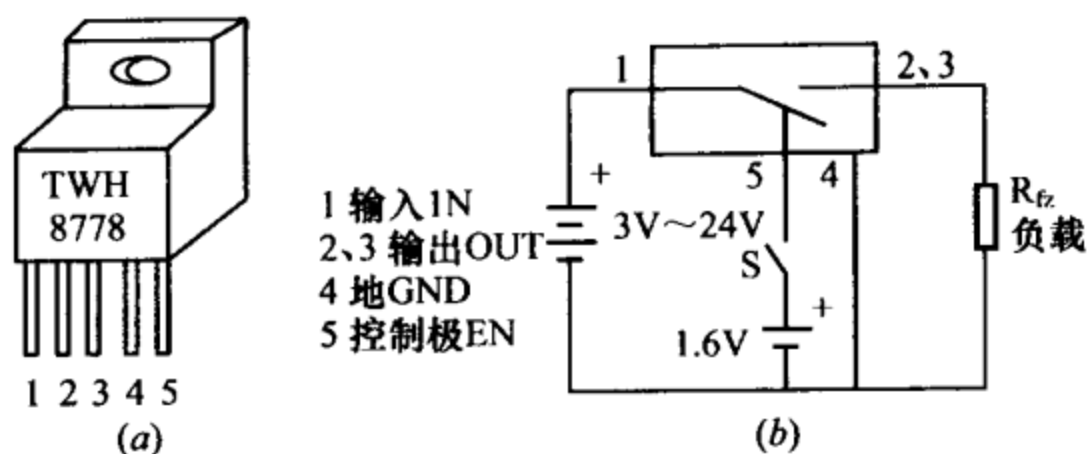 TWH
8778
1 2 3 4 5
(a)
1 输入1N
2、3 输出OUT
4 地GND
5 控制极EN
1
2、3
5
4
+
3V～24V
S
+
1.6V
R_fz
负载
(b)